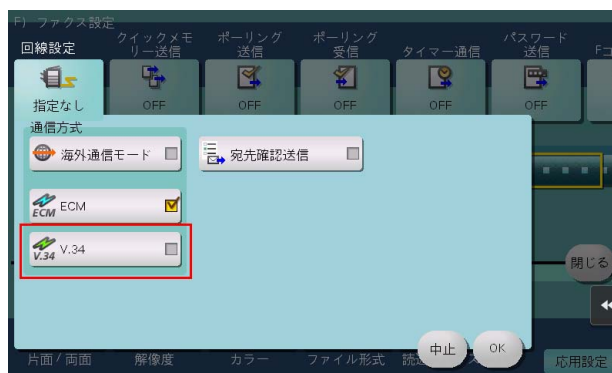 F) ファクス設定
回線設定
クイックメモ
リー送信
ポーリング
送信
ポーリング
受信
タイマー通信
パスワード
送信
Fコ
指定なし
OFF
OFF
OFF
OFF
OFF
通信方式
海外通信モード
宛先確認送信
ECM
ECM
V.34
V.34
閉じる
中止
OK
片面/両面
解像度
カラー
ファイル形式
応用設定